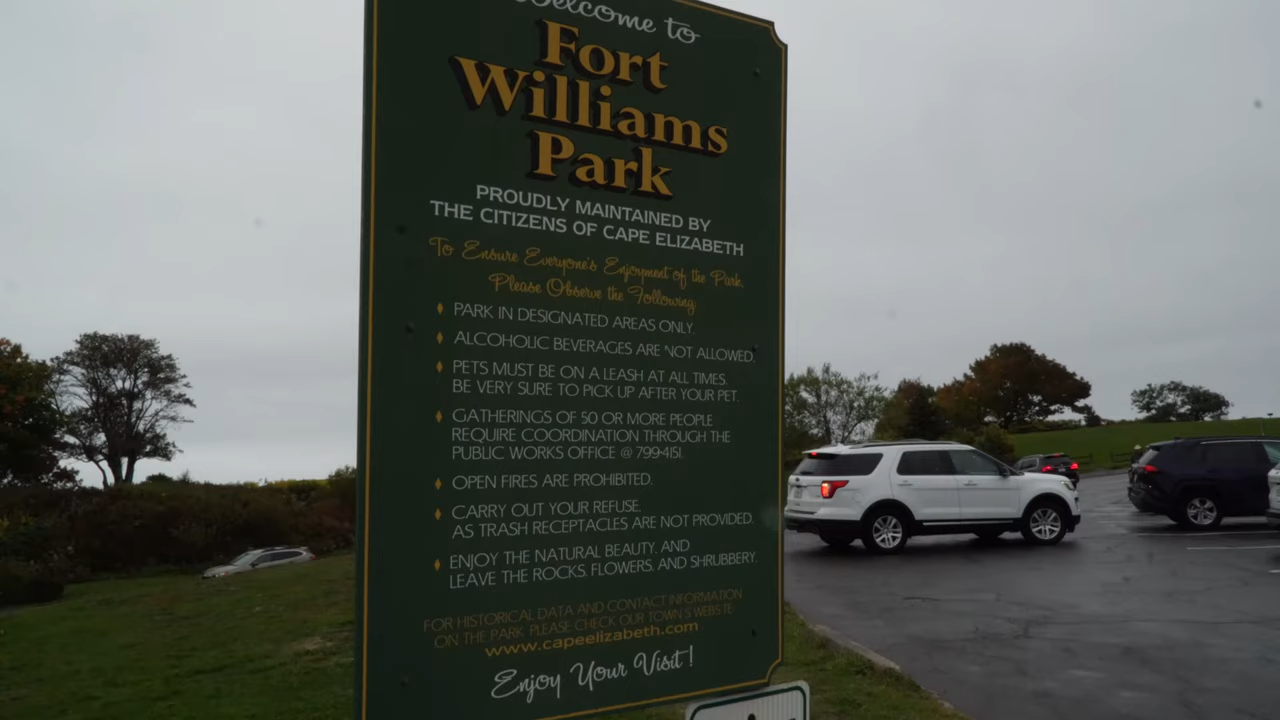 Welcome to
Fort
Williams
Park
PROUDLY MAINTAINED BY
THE CITIZENS OF CAPE ELIZABETH
To Ensure Everyone's Enjoyment of the Park,
Please Observe the Following:
PARK IN DESIGNATED AREAS ONLY.
ALCOHOLIC BEVERAGES ARE NOT ALLOWED.
PETS MUST BE ON A LEASH AT ALL TIMES.
BE VERY SURE TO PICK UP AFTER YOUR PET.
GATHERINGS OF 50 OR MORE PEOPLE
REQUIRE COORDINATION THROUGH THE
PUBLIC WORKS OFFICE @ 799-4151.
OPEN FIRES ARE PROHIBITED.
CARRY OUT YOUR REFUSE.
AS TRASH RECEPTACLES ARE NOT PROVIDED.
ENJOY THE NATURAL BEAUTY, AND
LEAVE THE ROCKS, FLOWERS, AND SHRUBBERY.
FOR HISTORICAL DATA AND CONTACT INFORMATION
ON THE PARK PLEASE CHECK OUR TOWN'S WEBSITE
www.capeelizabeth.com
Enjoy Your Visit!